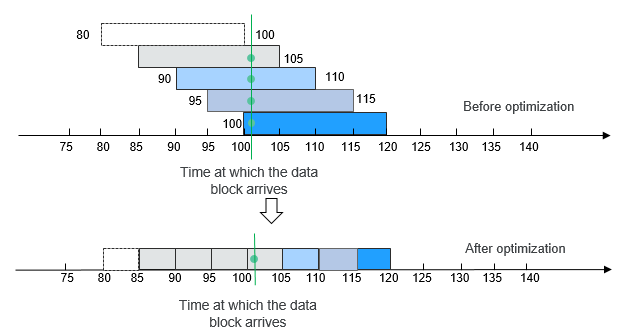 80 100
105
90 110
95 115
Before optimization
100
75 80 85 90 95 100 105 110 115 120 125 130 135 140
Time at which the data
block arrives
After optimization
75 80 85 90 95 100 105 110 115 120 125 130 135 140
Time at which the data
block arrives